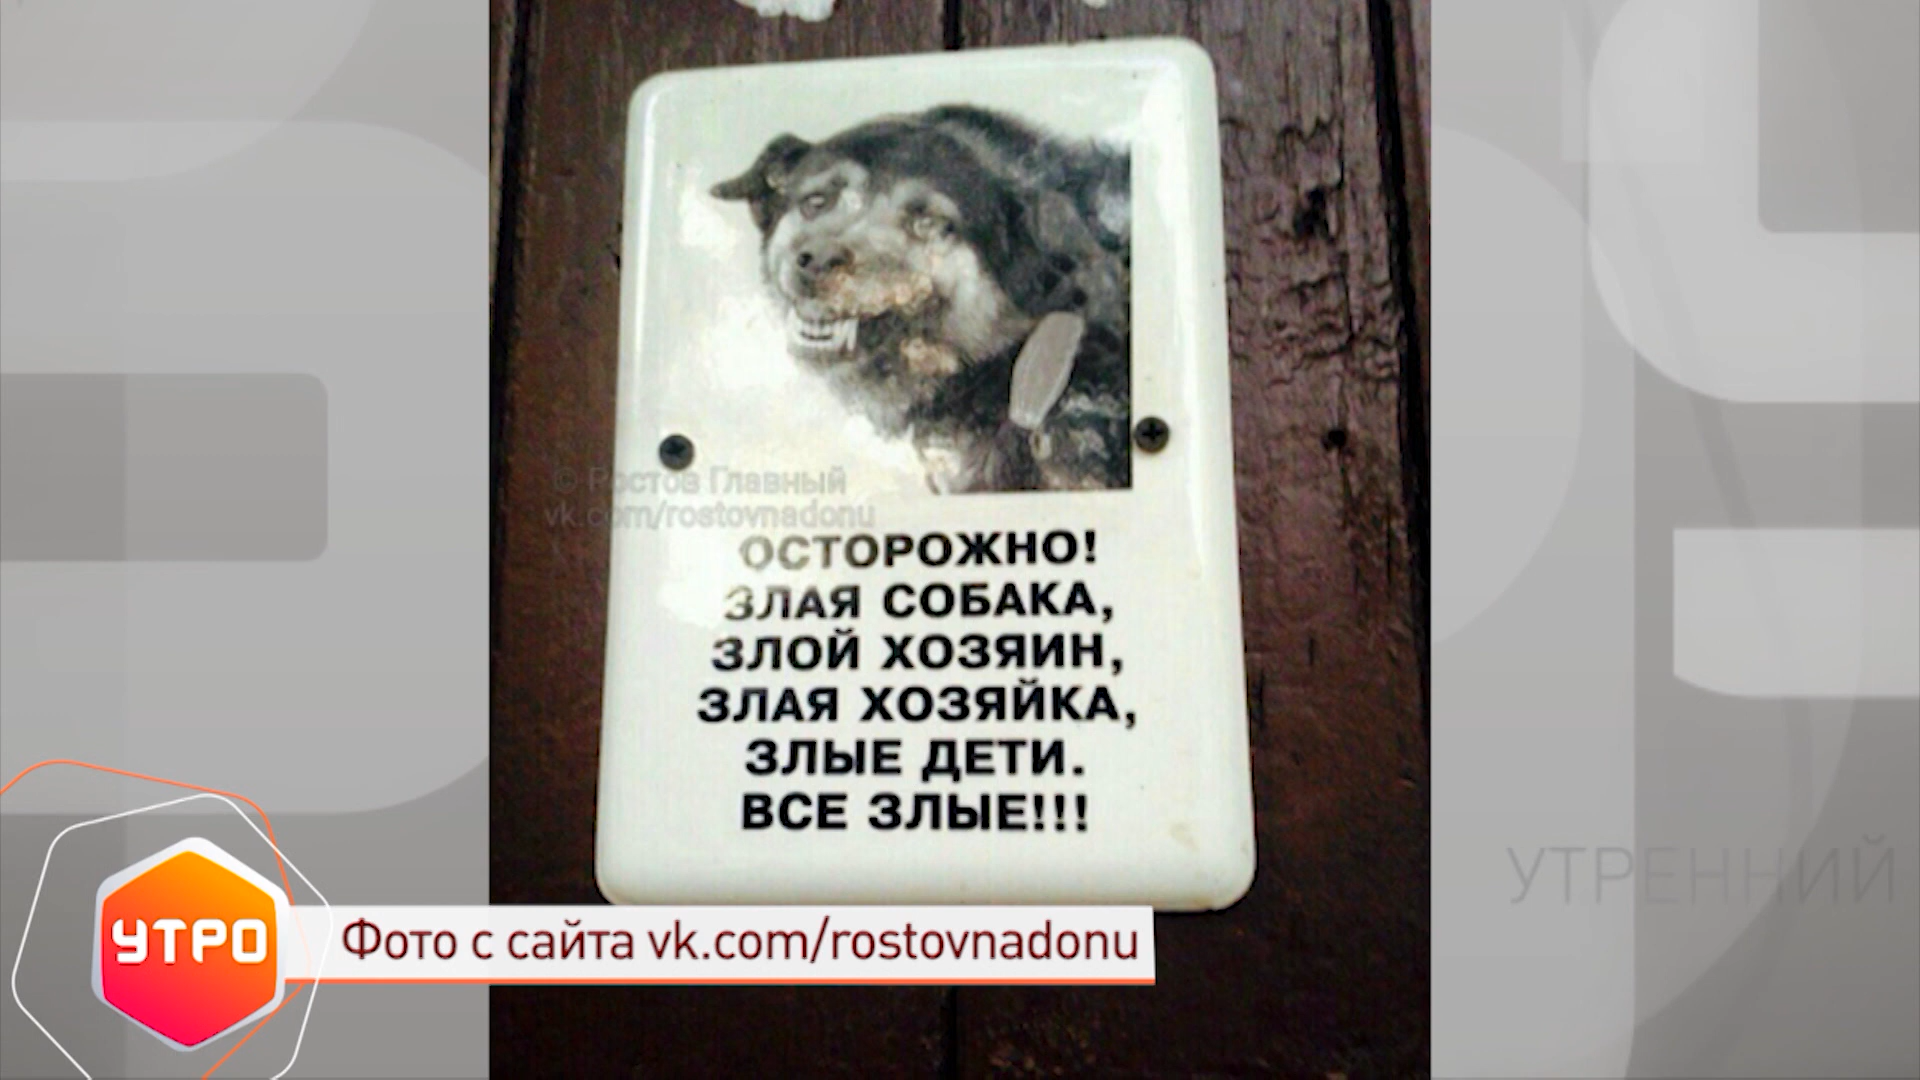 © Ростов Главный
vk.com/rostovnadonu
ОСТОРОЖНО!
ЗЛАЯ СОБАКА,
ЗЛОЙ ХОЗЯИН,
ЗЛАЯ ХОЗЯЙКА,
ЗЛЫЕ ДЕТИ.
ВСЕ ЗЛЫЕ!!!
УТРЕННИЙ
УТРО
Фото с сайта vk.com/rostovnadonu